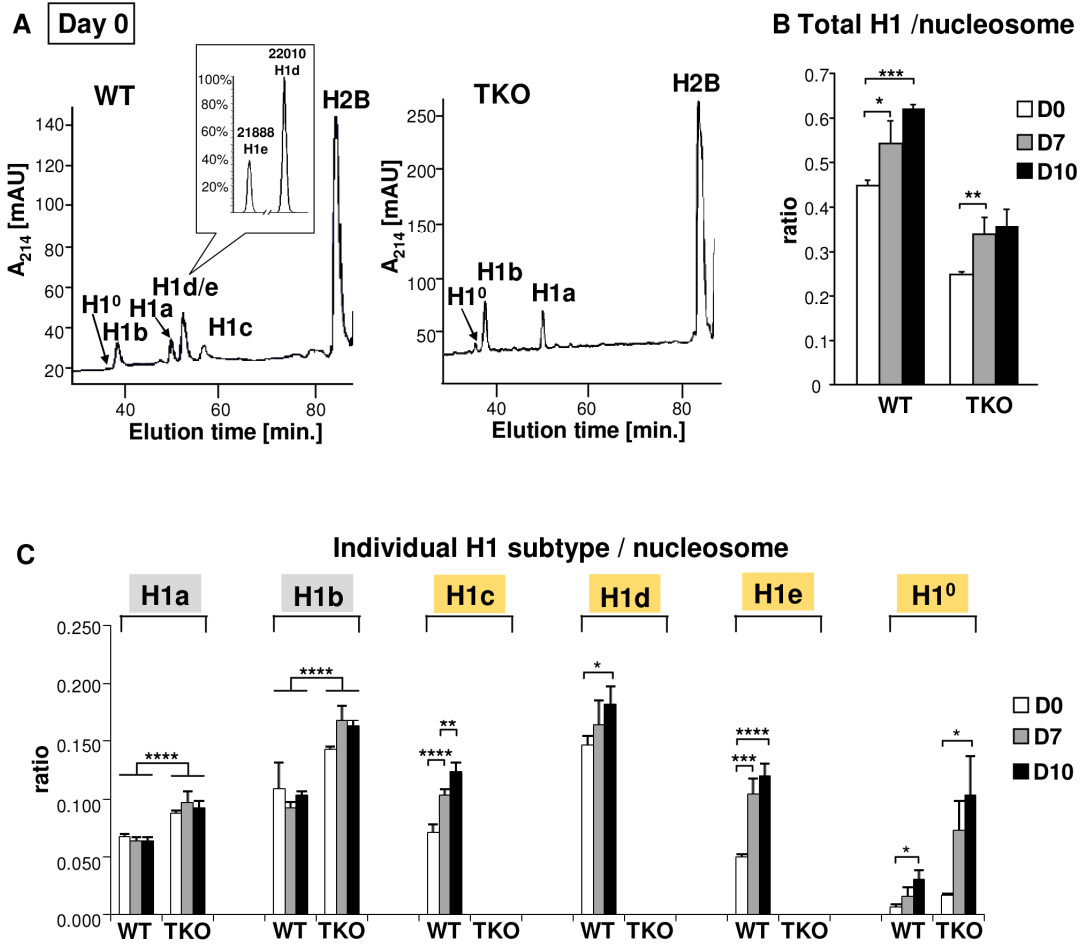 A Day 0
WT
22010
H1d
100%
80%
60%
40%
20%
21888
H1e
H2B
140
120
100
80
60
40
20
A214 [mAU]
H1⁰
H1b
H1a
H1d/e
H1c
40 60 80
Elution time [min.]
TKO
H2B
250
200
150
100
50
A214 [mAU]
H1⁰
H1b
H1a
40 60 80
Elution time [min.]
B Total H1 /nucleosome
0.7
0.6
0.5
0.4
0.3
0.2
0.1
0
ratio
***
*
**
D0
D7
D10
WT TKO
C Individual H1 subtype / nucleosome
H1a H1b H1c H1d H1e H1⁰
0.250
0.200
0.150
0.100
0.050
0.000
ratio
****
****
**
****
*
****
***
*
*
D0
D7
D10
WT TKO WT TKO WT TKO WT TKO WT TKO WT TKO